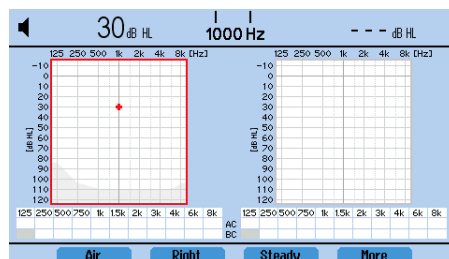 30 dB HL 1000 Hz - - - dB HL
125 250 500 1k 2k 4k 8k [Hz] 125 250 500 1k 2k 4k 8k [Hz]
-10 -10
0 0
10 10
20 20
30 30
40 40
[dB HL] 50 [dB HL] 50
60 60
70 70
80 80
90 90
100 100
110 110
120 120
125 250 500 750 1k 1.5k 2k 3k 4k 6k 8k 125 250 500 750 1k 1.5k 2k 3k 4k 6k 8k
AC
BC
Air Right Steady More